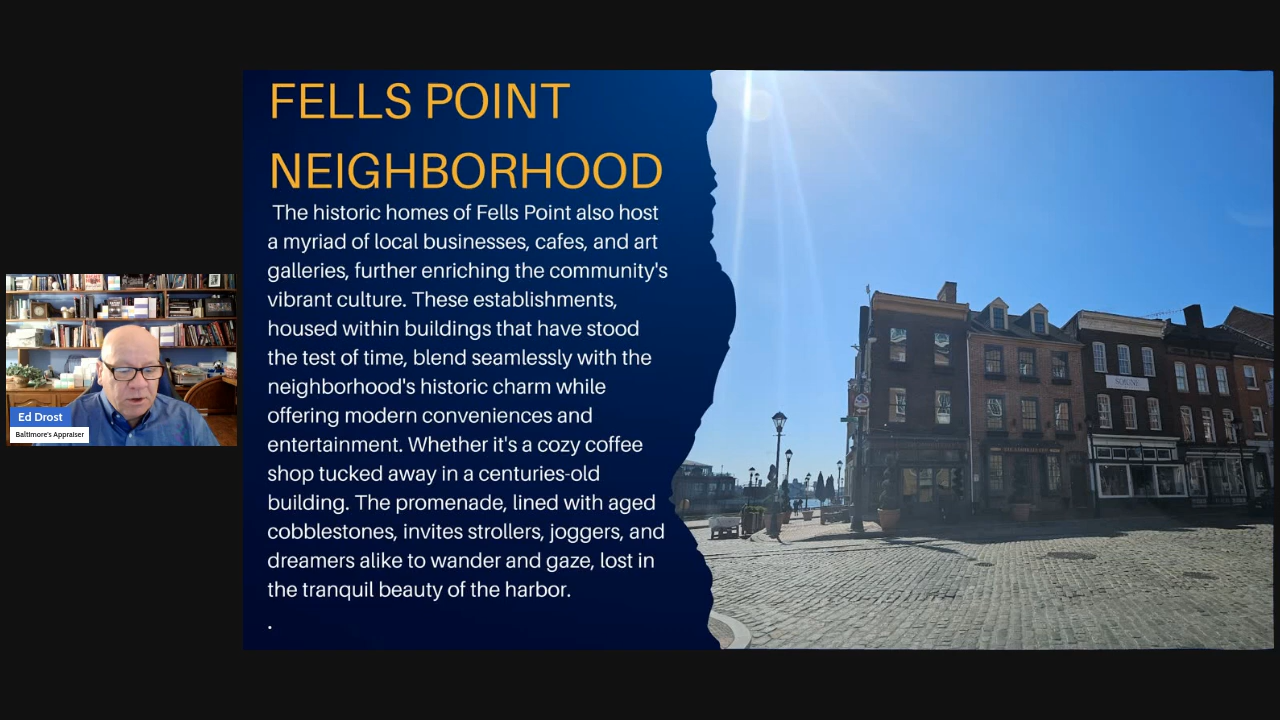 FELLS POINT
NEIGHBORHOOD
The historic homes of Fells Point also host
a myriad of local businesses, cafes, and art
galleries, further enriching the community's
vibrant culture. These establishments,
housed within buildings that have stood
the test of time, blend seamlessly with the
neighborhood's historic charm while
offering modern conveniences and
entertainment. Whether it's a cozy coffee
shop tucked away in a centuries-old
building. The promenade, lined with aged
cobblestones, invites strollers, joggers, and
dreamers alike to wander and gaze, lost in
the tranquil beauty of the harbor.
.
Ed Drost
Baltimore's Appraiser